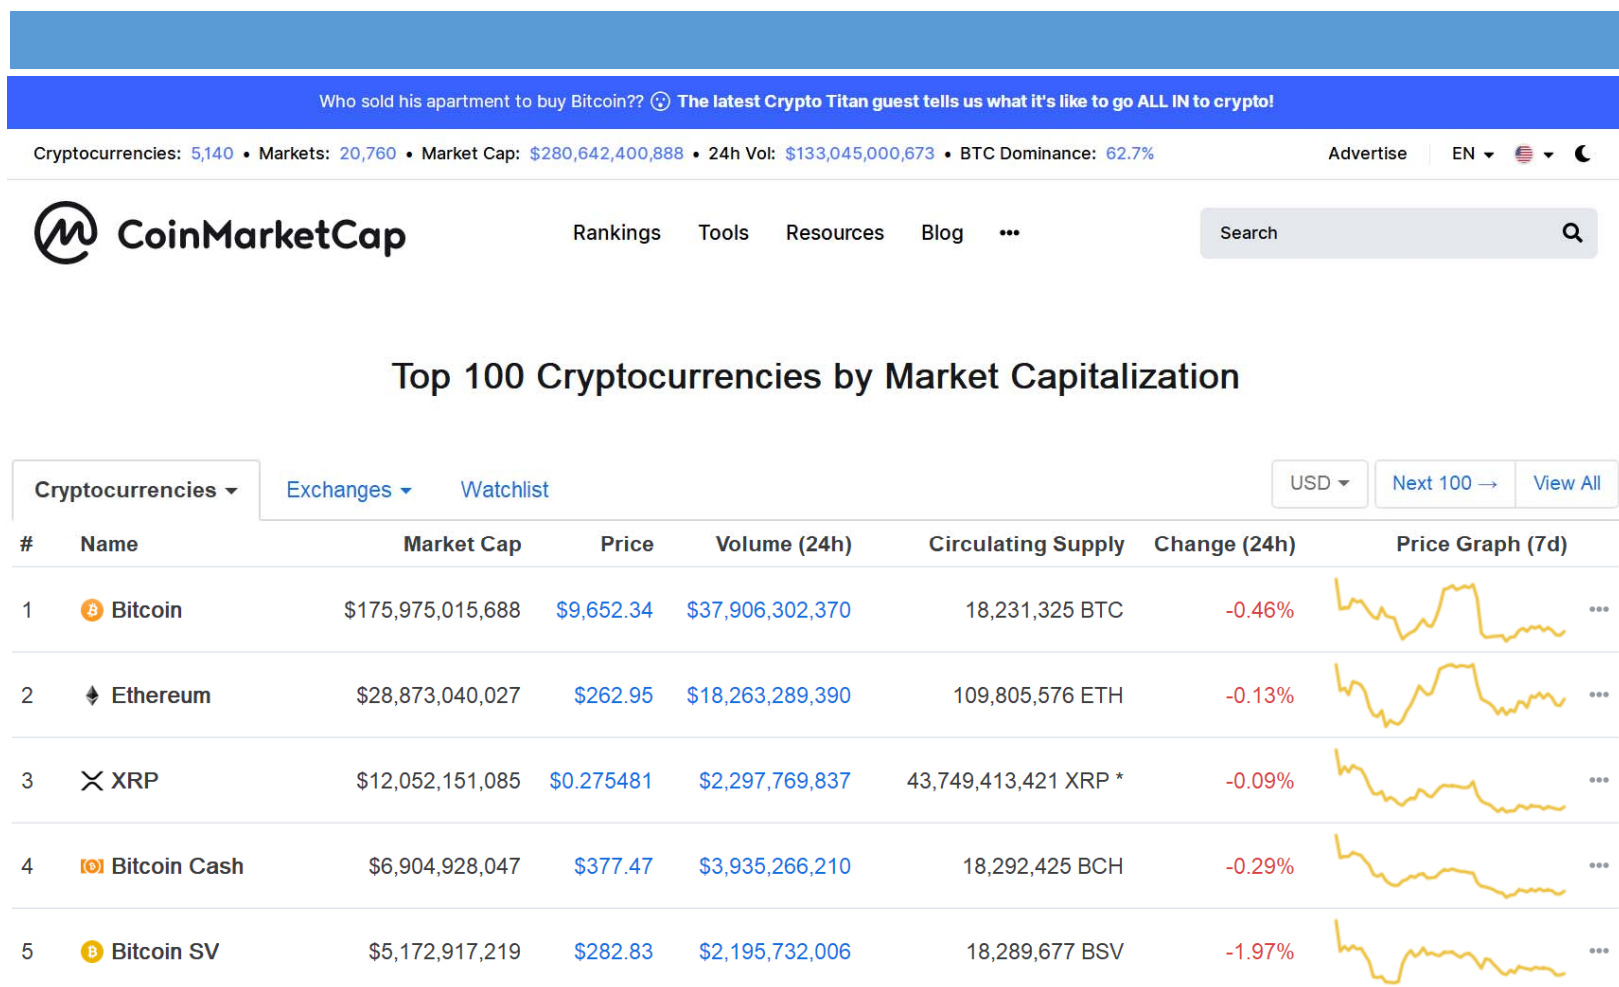 Who sold his apartment to buy Bitcoin?? 😯 The latest Crypto Titan guest tells us what it's like to go ALL IN to crypto!
Cryptocurrencies: 5,140 • Markets: 20,760 • Market Cap: $280,642,400,888 • 24h Vol: $133,045,000,673 • BTC Dominance: 62.7% Advertise EN
CoinMarketCap Rankings Tools Resources Blog ••• Search
Top 100 Cryptocurrencies by Market Capitalization
Cryptocurrencies Exchanges Watchlist USD Next 100 → View All
# Name Market Cap Price Volume (24h) Circulating Supply Change (24h) Price Graph (7d)
1 Bitcoin $175,975,015,688 $9,652.34 $37,906,302,370 18,231,325 BTC -0.46% •••
2 Ethereum $28,873,040,027 $262.95 $18,263,289,390 109,805,576 ETH -0.13% •••
3 XRP $12,052,151,085 $0.275481 $2,297,769,837 43,749,413,421 XRP * -0.09% •••
4 Bitcoin Cash $6,904,928,047 $377.47 $3,935,266,210 18,292,425 BCH -0.29% •••
5 Bitcoin SV $5,172,917,219 $282.83 $2,195,732,006 18,289,677 BSV -1.97% •••